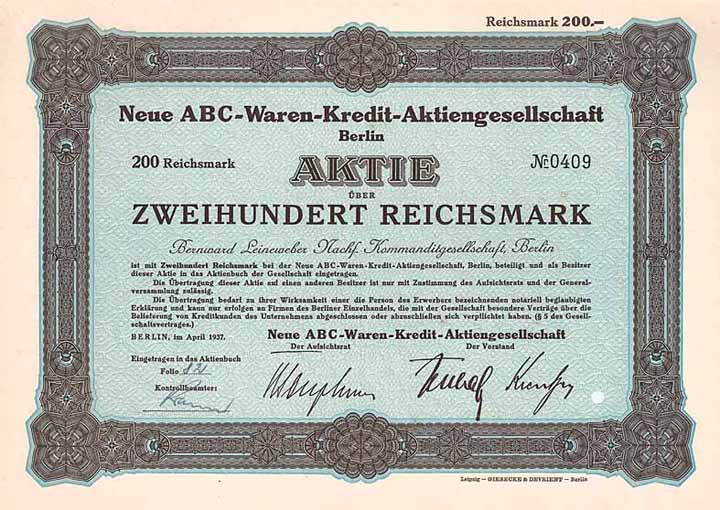 Reichsmark 200.—
Neue ABC-Waren-Kredit-Aktiengesellschaft
Berlin
200 Reichsmark
AKTIE
№ 0409
ÜBER
ZWEIHUNDERT REICHSMARK
Bernward Leineweber Nachf. Kommanditgesellschaft, Berlin
ist mit Zweihundert Reichsmark bei der Neue ABC-Waren-Kredit-Aktiengesellschaft, Berlin, beteiligt und als Besitzer
dieser Aktie in das Aktienbuch der Gesellschaft eingetragen.
Die Übertragung dieser Aktie auf einen anderen Besitzer ist nur mit Zustimmung des Aufsichtsrats und der General-
versammlung zulässig.
Die Übertragung bedarf zu ihrer Wirksamkeit einer die Person des Erwerbers bezeichnenden notariell beglaubigten
Erklärung und kann nur erfolgen an Firmen des Berliner Einzelhandels, die mit der Gesellschaft besondere Verträge über die
Belieferung von Kreditkunden des Unternehmens abgeschlossen oder abzuschließen sich verpflichtet haben. (§ 5 des Gesell-
schaftsvertrages.)
BERLIN, im April 1937.
Neue ABC-Waren-Kredit-Aktiengesellschaft
Der Aufsichtsrat
Der Vorstand
Eingetragen in das Aktienbuch
Folio
Kontrollbeamter:
Leipzig — GIESECKE & DEVRIENT — Berlin